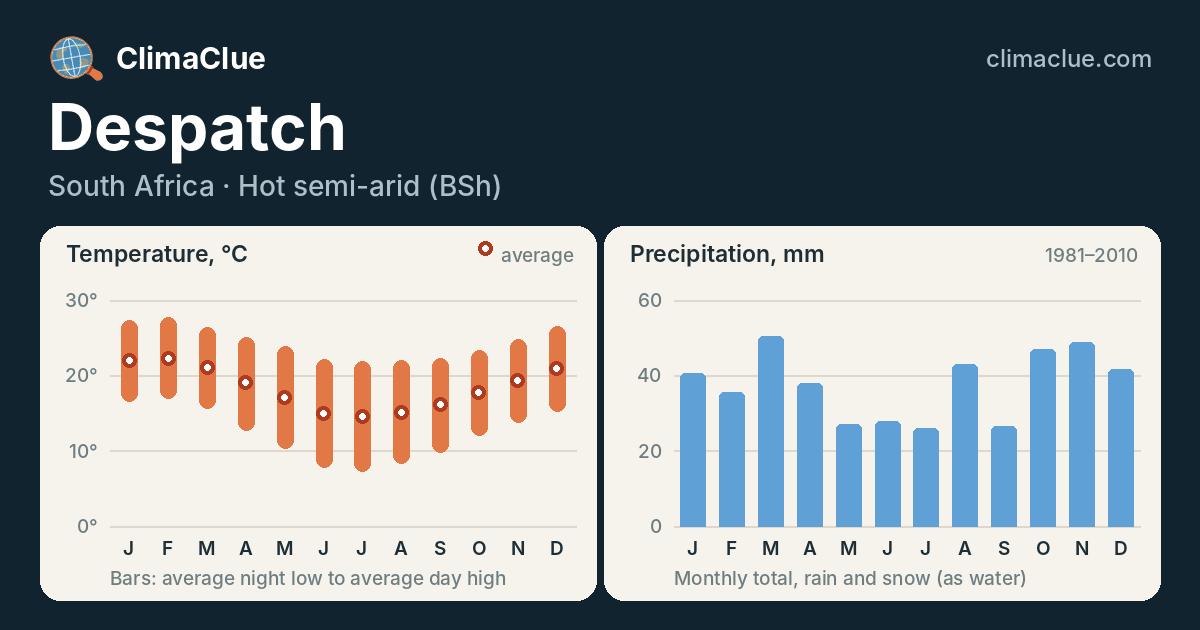 ClimaClue
climaclue.com
Despatch
South Africa · Hot semi-arid (BSh)
Temperature, °C
average
30°
20°
10°
0°
J F M A M J J A S O N D
Bars: average night low to average day high
Precipitation, mm
1981–2010
60
40
20
0
J F M A M J J A S O N D
Monthly total, rain and snow (as water)